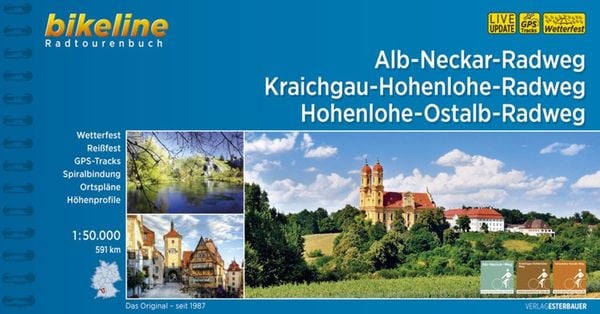 bikeline
Radtourenbuch
LIVE
UPDATE
GPS
Tracks
Wetterfest
Alb-Neckar-Radweg
Kraichgau-Hohenlohe-Radweg
Hohenlohe-Ostalb-Radweg
Wetterfest
Reißfest
GPS-Tracks
Spiralbindung
Ortspläne
Höhenprofile
1:50.000
591 km
Das Original – seit 1987
VERLAG ESTERBAUER